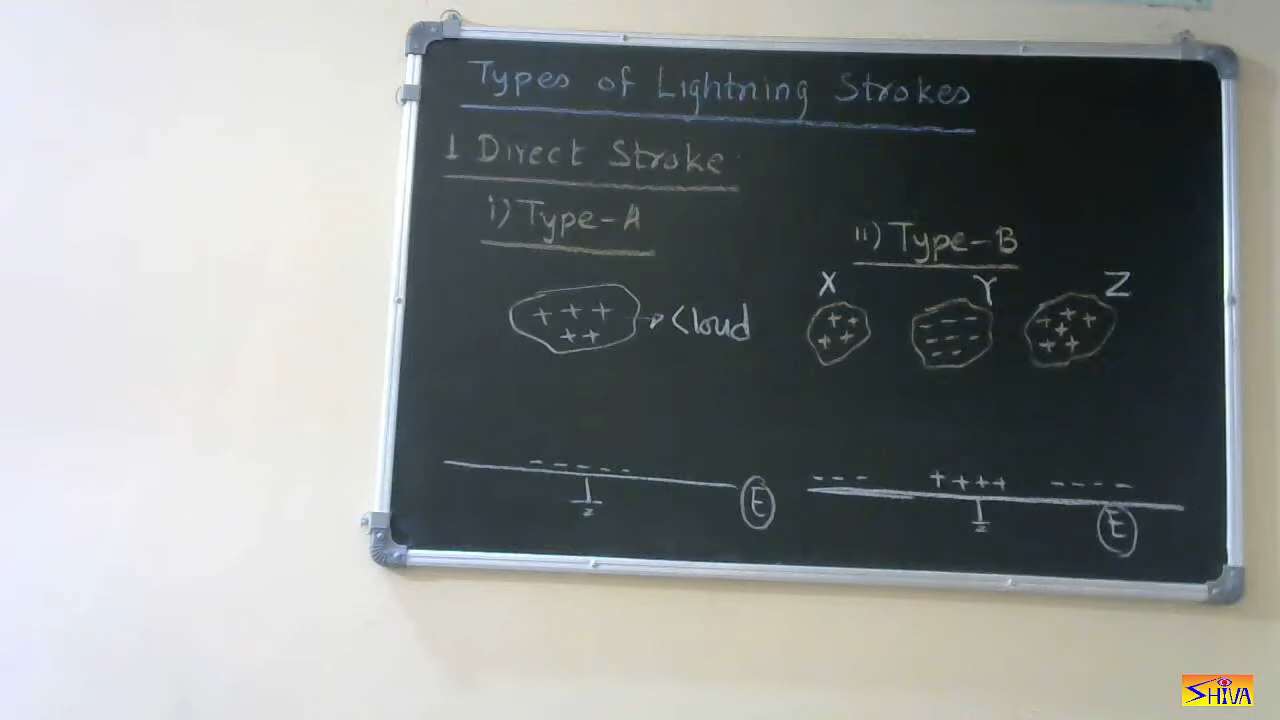 Types of Lightning Strokes
1 Direct Stroke
i) Type-A
ii) Type-B
X Y Z
+ + +
+ +
Cloud
+ +
+ +
- - -
- - -
- -
+ + +
+
+ +
- - - - -
E
- - -
+ + + +
- - - -
E
SHIVA